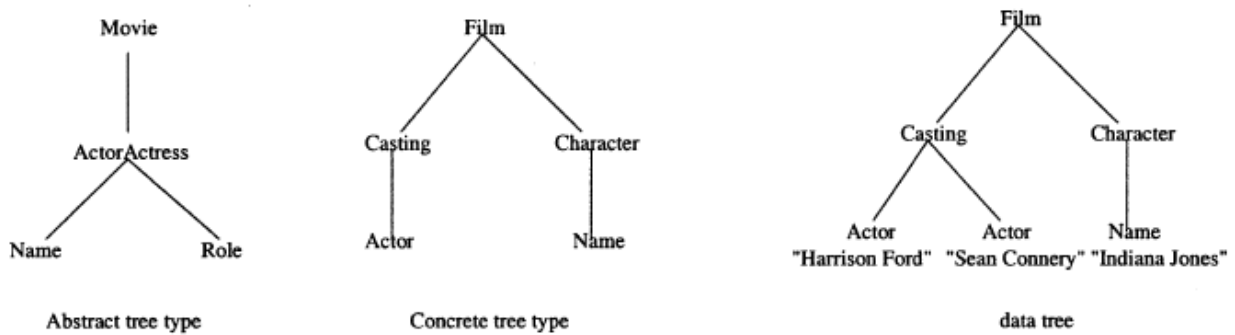 Movie
ActorActress
Name
Role
Abstract tree type
Film
Casting
Character
Actor
Name
Concrete tree type
Film
Casting
Character
Actor
Actor
Name
"Harrison Ford"
"Sean Connery"
"Indiana Jones"
data tree